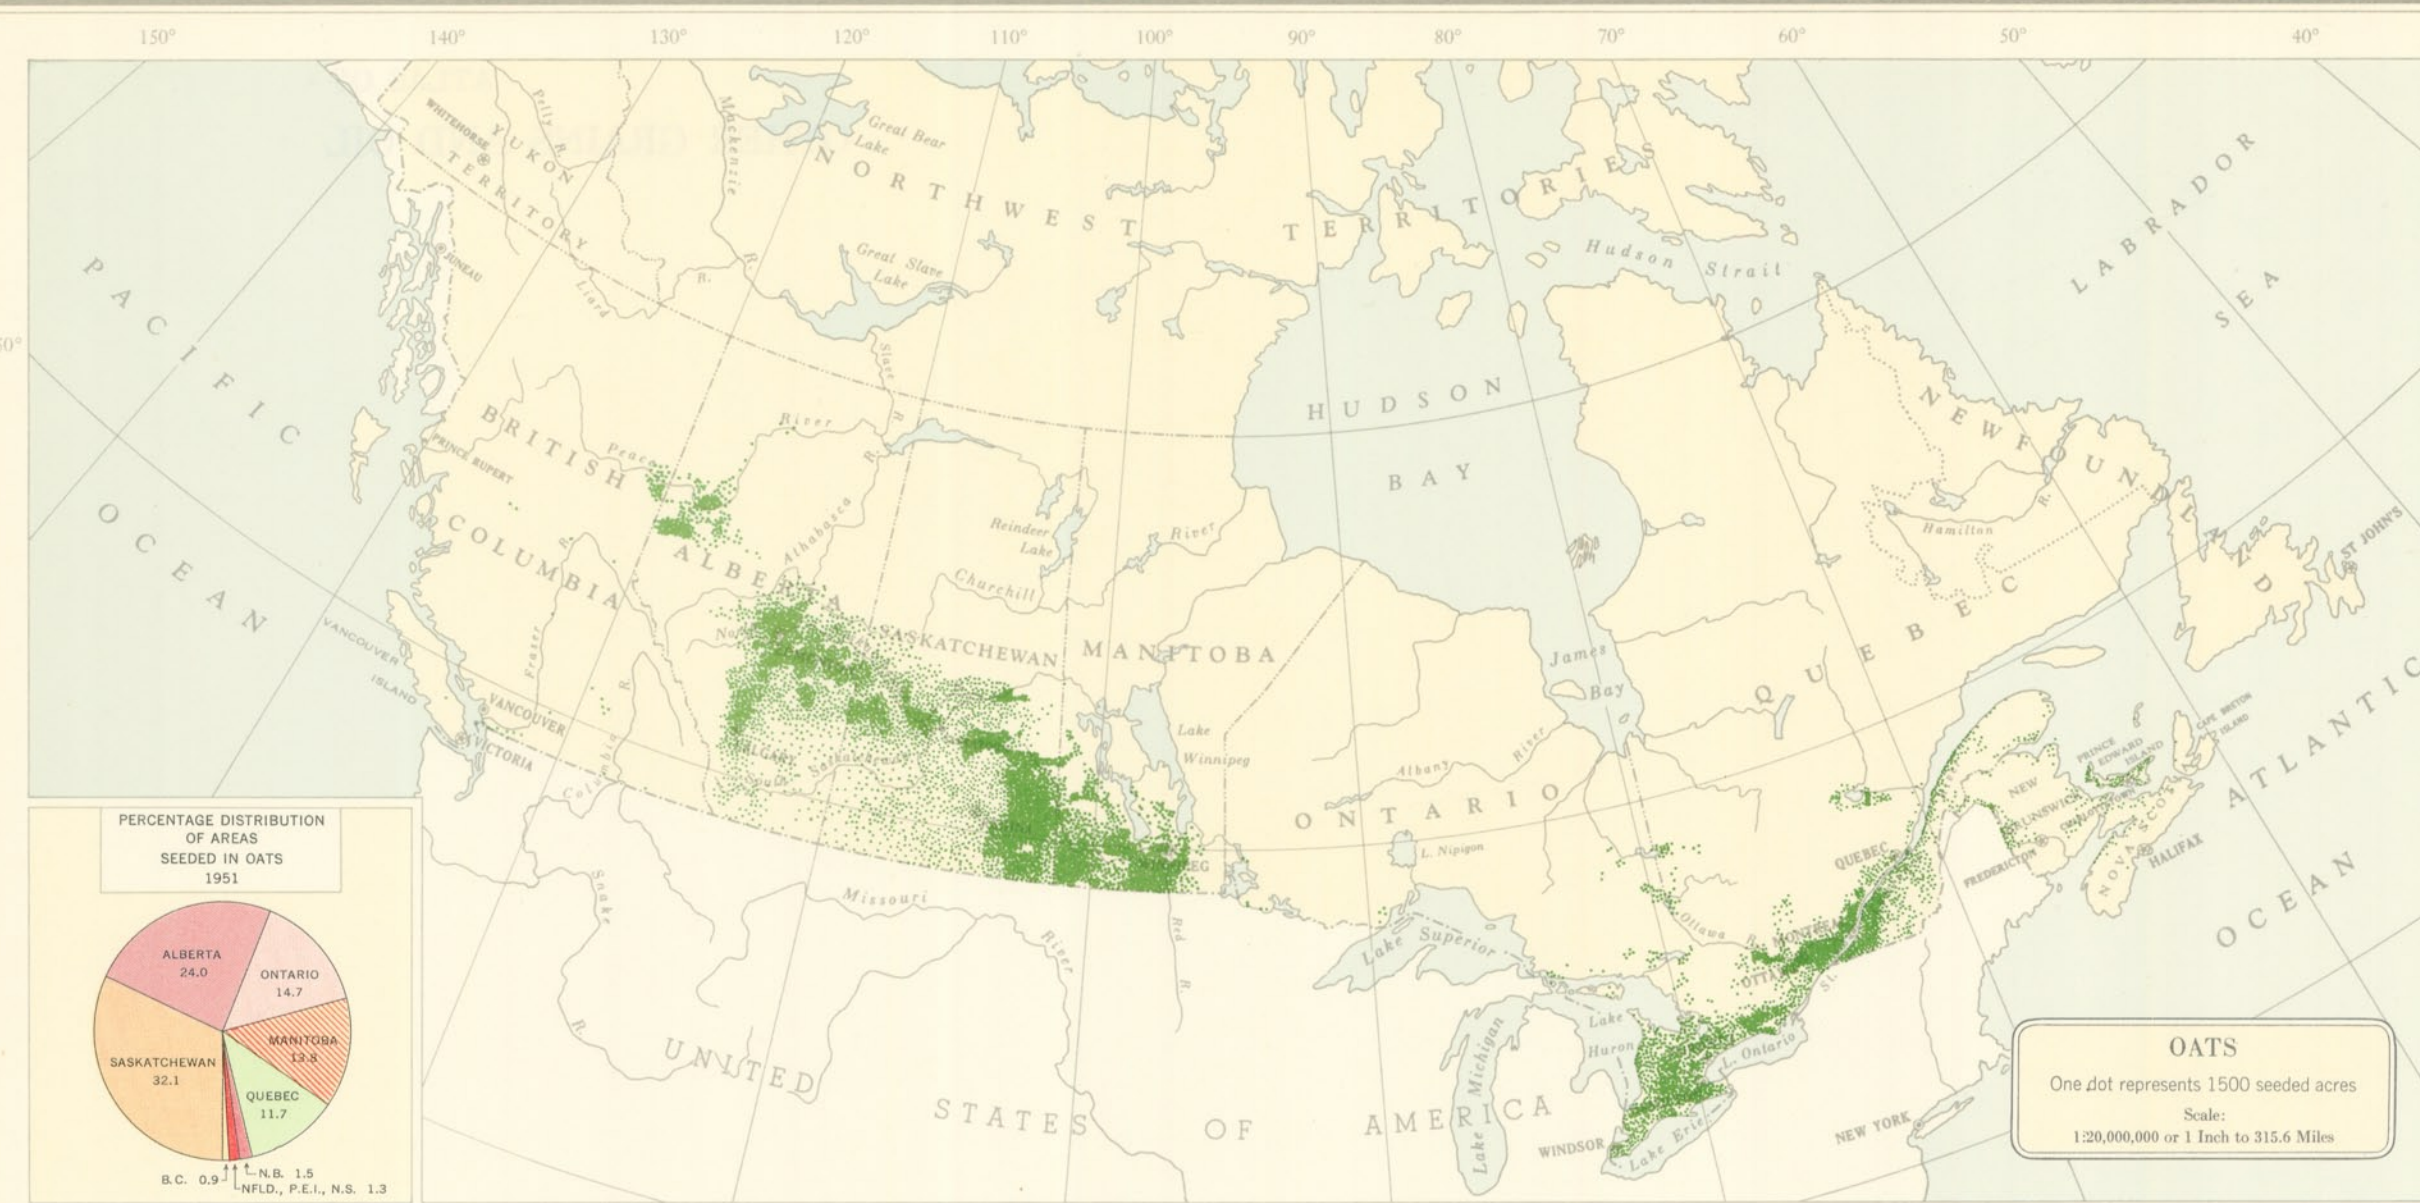 150° 140° 130° 120° 110° 100° 90° 80° 70° 60° 50° 40°
PACIFIC
OCEAN
WHITEHORSE
YUKON
TERRITORY
Pelly R.
Mackenzie
R.
Great Bear
Lake
NORTHWEST TERRITORIES
JUNEAU
Liard
R.
Great Slave
Lake
Slave R.
Hudson Strait
LABRADOR
SEA
HUDSON
BAY
BRITISH
COLUMBIA
PRINCE RUPERT
Peace River
ALBERTA
Athabasca
R.
Reindeer
Lake
Churchill
River
NEWFOUNDLAND
Hamilton
R.
ST JOHN'S
VANCOUVER
ISLAND
Fraser
R.
VANCOUVER
VICTORIA
Columbia
R.
SASKATCHEWAN
MANITOBA
CALGARY
South Saskatchewan
Lake
Winnipeg
James
Bay
QUEBEC
ONTARIO
Albany River
L. Nipigon
Lake Superior
Ottawa R.
QUEBEC
MONTREAL
OTTAWA
St.
NEW
BRUNSWICK
FREDERICTON
PRINCE
EDWARD
ISLAND
CHARLOTTETOWN
NOVA SCOTIA
HALIFAX
CAPE BRETON
ISLAND
ATLANTIC
OCEAN
Snake
R.
Missouri
River
Red
R.
UNITED
STATES OF AMERICA
Lake Michigan
Lake
Huron
L. Ontario
Lake Erie
WINDSOR
NEW YORK
PERCENTAGE DISTRIBUTION
OF AREAS
SEEDED IN OATS
1951
ALBERTA
24.0
ONTARIO
14.7
MANITOBA
13.8
SASKATCHEWAN
32.1
QUEBEC
11.7
B.C. 0.9
N.B. 1.5
NFLD., P.E.I., N.S. 1.3
OATS
One dot represents 1500 seeded acres
Scale:
1:20,000,000 or 1 Inch to 315.6 Miles